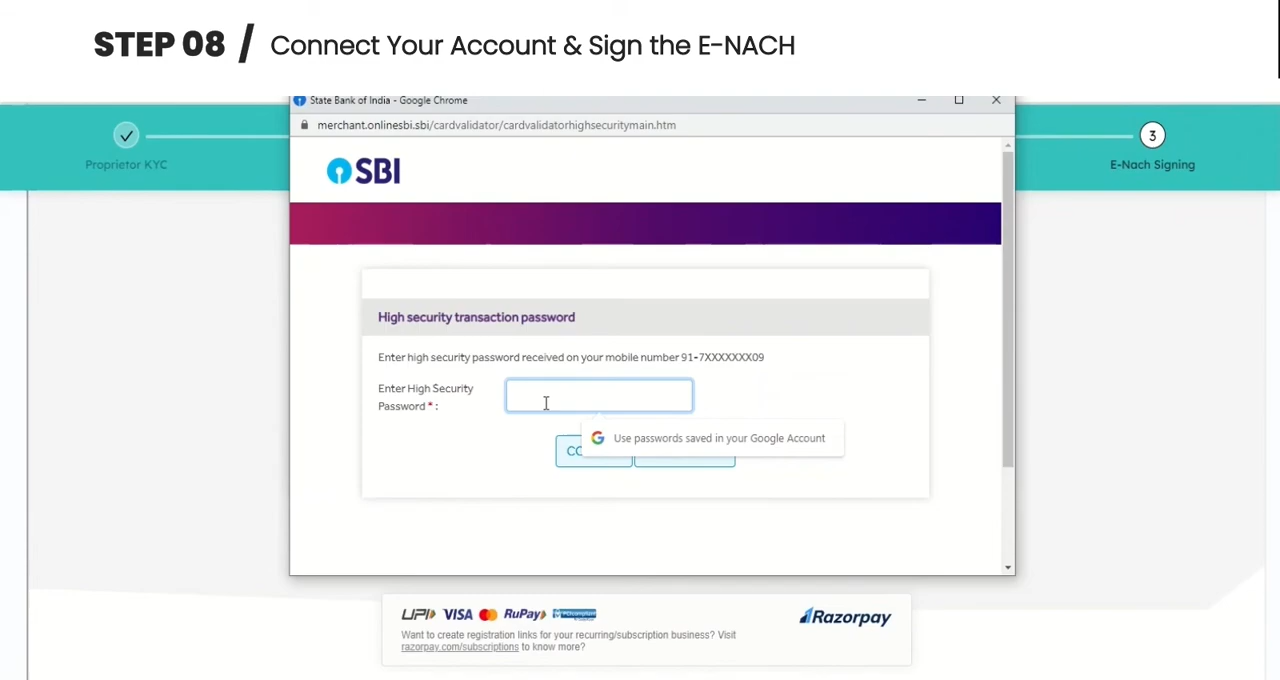 STEP 08 / Connect Your Account & Sign the E-NACH
State Bank of India - Google Chrome
merchant.onlinesbi.sbi/cardvalidator/cardvalidatorhighsecuritymain.htm
3
Proprietor KYC
E-Nach Signing
SBI
High security transaction password
Enter high security password received on your mobile number 91-7XXXXXXX09
Enter High Security
Password * :
Use passwords saved in your Google Account
UPI VISA RuPay
Razorpay
Want to create registration links for your recurring/subscription business? Visit
razorpay.com/subscriptions to know more?